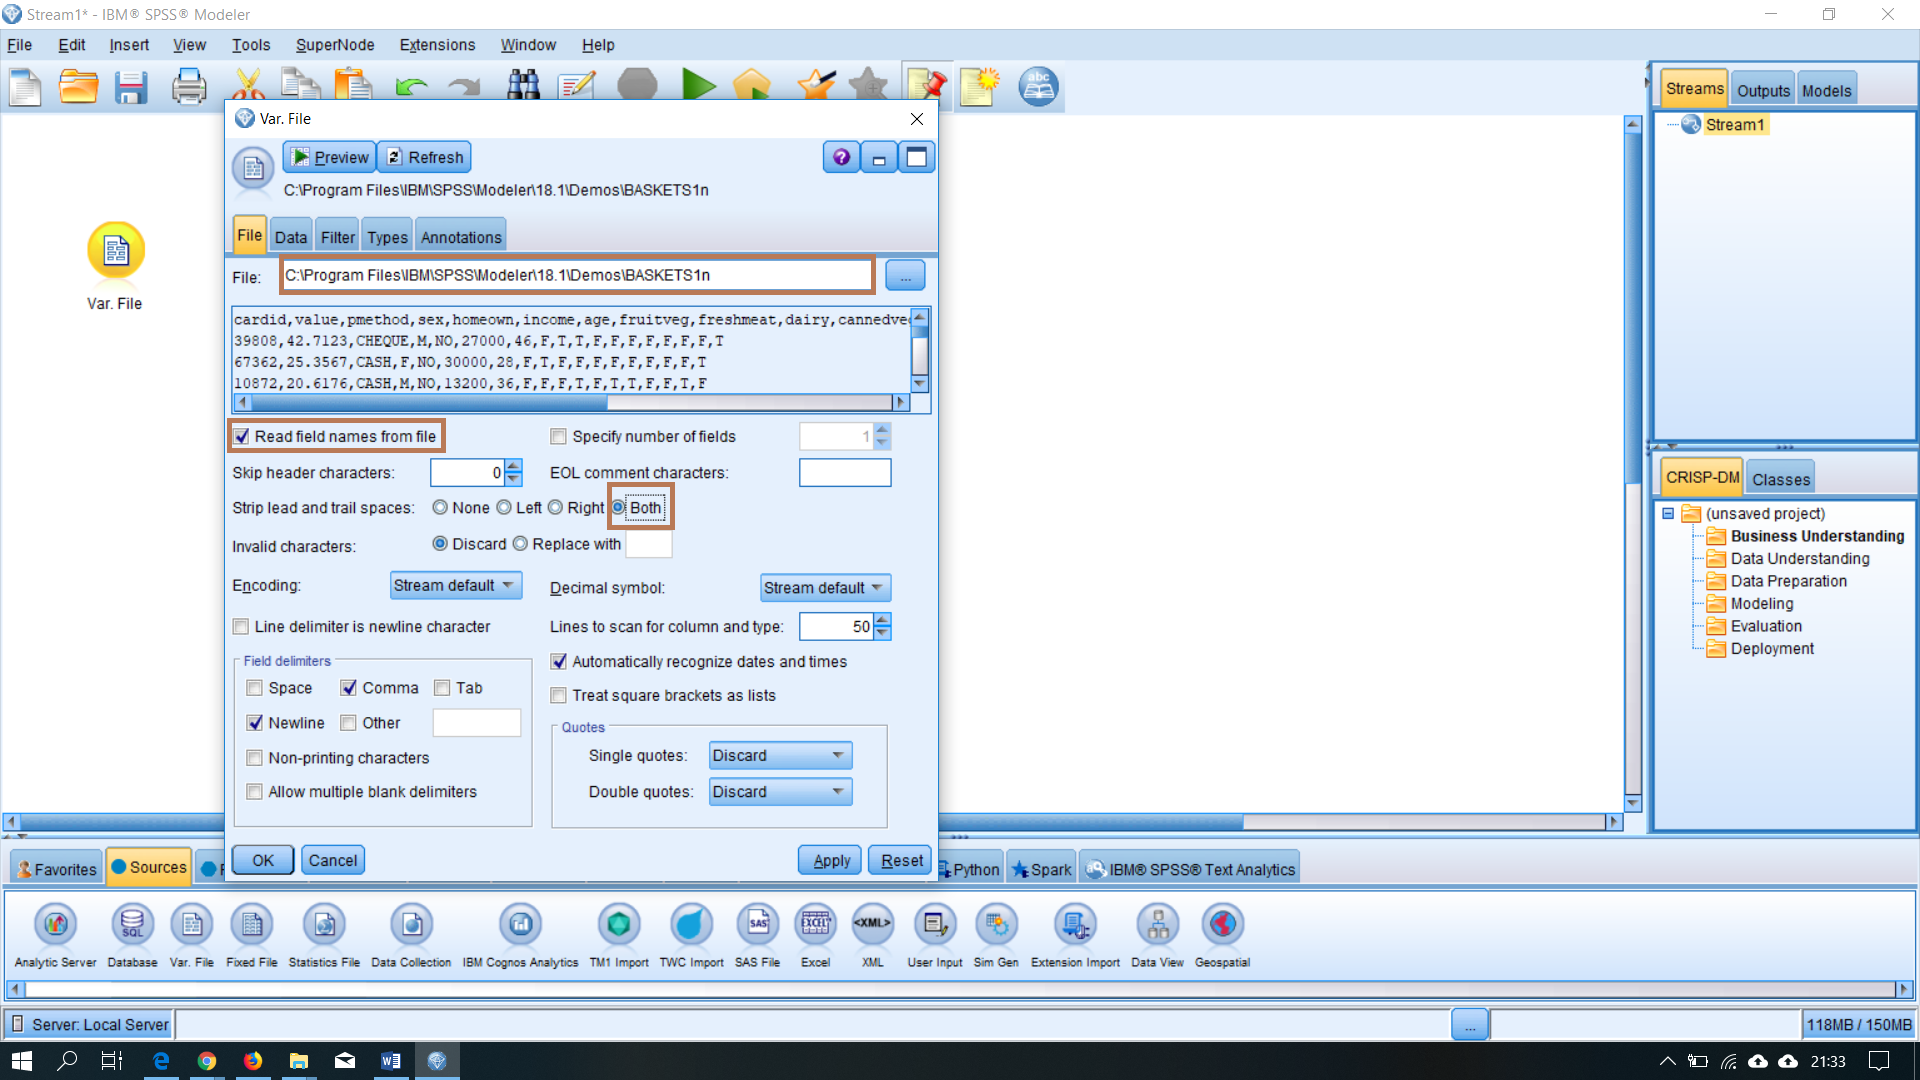 Stream1* - IBM® SPSS® Modeler
File Edit Insert View Tools SuperNode Extensions Window Help
abc
Var. File
Var. File
Preview Refresh ?
C:\Program Files\IBM\SPSS\Modeler\18.1\Demos\BASKETS1n
File Data Filter Types Annotations
File: C:\Program Files\IBM\SPSS\Modeler\18.1\Demos\BASKETS1n ...
cardid,value,pmethod,sex,homeown,income,age,fruitveg,freshmeat,dairy,cannedve
39808,42.7123,CHEQUE,M,NO,27000,46,F,T,T,F,F,F,F,F,F,T
67362,25.3567,CASH,F,NO,30000,28,F,T,F,F,F,F,F,F,F,T
10872,20.6176,CASH,M,NO,13200,36,F,F,F,T,F,T,T,F,F,T,F
Read field names from file Specify number of fields 1
Skip header characters: 0 EOL comment characters:
Strip lead and trail spaces: None Left Right Both
Invalid characters: Discard Replace with
Encoding: Stream default Decimal symbol: Stream default
Line delimiter is newline character Lines to scan for column and type: 50
Field delimiters Automatically recognize dates and times
Space Comma Tab Treat square brackets as lists
Newline Other Quotes
Non-printing characters Single quotes: Discard
Allow multiple blank delimiters Double quotes: Discard
OK Cancel Apply Reset
Streams Outputs Models
Stream1
CRISP-DM Classes
(unsaved project)
Business Understanding
Data Understanding
Data Preparation
Modeling
Evaluation
Deployment
Favorites Sources Python Spark IBM® SPSS® Text Analytics
SQL SAS EXCEL <XML>
Analytic Server Database Var. File Fixed File Statistics File Data Collection IBM Cognos Analytics TM1 Import TWC Import SAS File Excel XML User Input Sim Gen Extension Import Data View Geospatial
Server: Local Server ... 118MB / 150MB
21:33